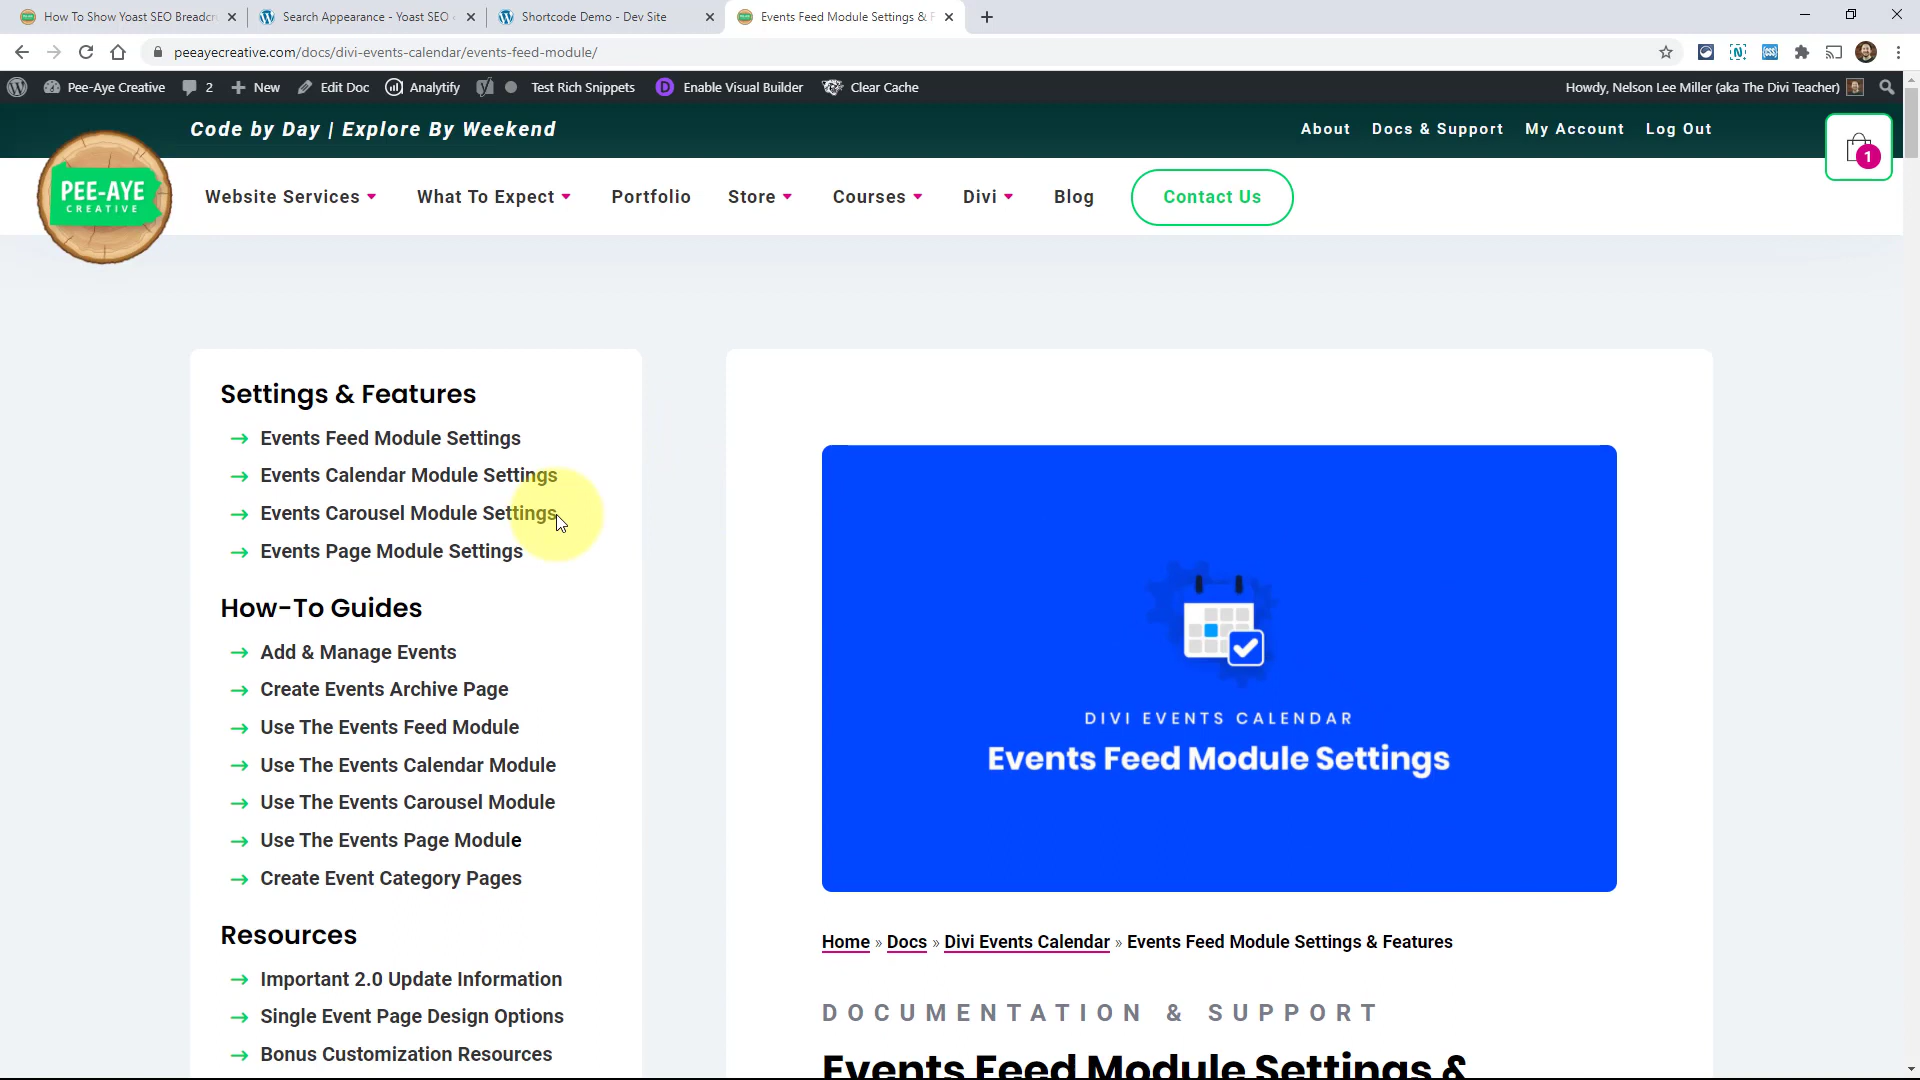 How To Show Yoast SEO Breadcr
Search Appearance - Yoast SEO
Shortcode Demo - Dev Site
Events Feed Module Settings & F
peeayecreative.com/docs/divi-events-calendar/events-feed-module/
Pee-Aye Creative
2
New
Edit Doc
Analytify
Test Rich Snippets
Enable Visual Builder
Clear Cache
Howdy, Nelson Lee Miller (aka The Divi Teacher)
Code by Day | Explore By Weekend
About
Docs & Support
My Account
Log Out
1
PEE-AYE
CREATIVE
Website Services
What To Expect
Portfolio
Store
Courses
Divi
Blog
Contact Us
Settings & Features
Events Feed Module Settings
Events Calendar Module Settings
Events Carousel Module Settings
Events Page Module Settings
How-To Guides
Add & Manage Events
Create Events Archive Page
Use The Events Feed Module
Use The Events Calendar Module
Use The Events Carousel Module
Use The Events Page Module
Create Event Category Pages
Resources
Important 2.0 Update Information
Single Event Page Design Options
Bonus Customization Resources
DIVI EVENTS CALENDAR
Events Feed Module Settings
Home » Docs » Divi Events Calendar » Events Feed Module Settings & Features
DOCUMENTATION & SUPPORT
Events Feed Module Settings &